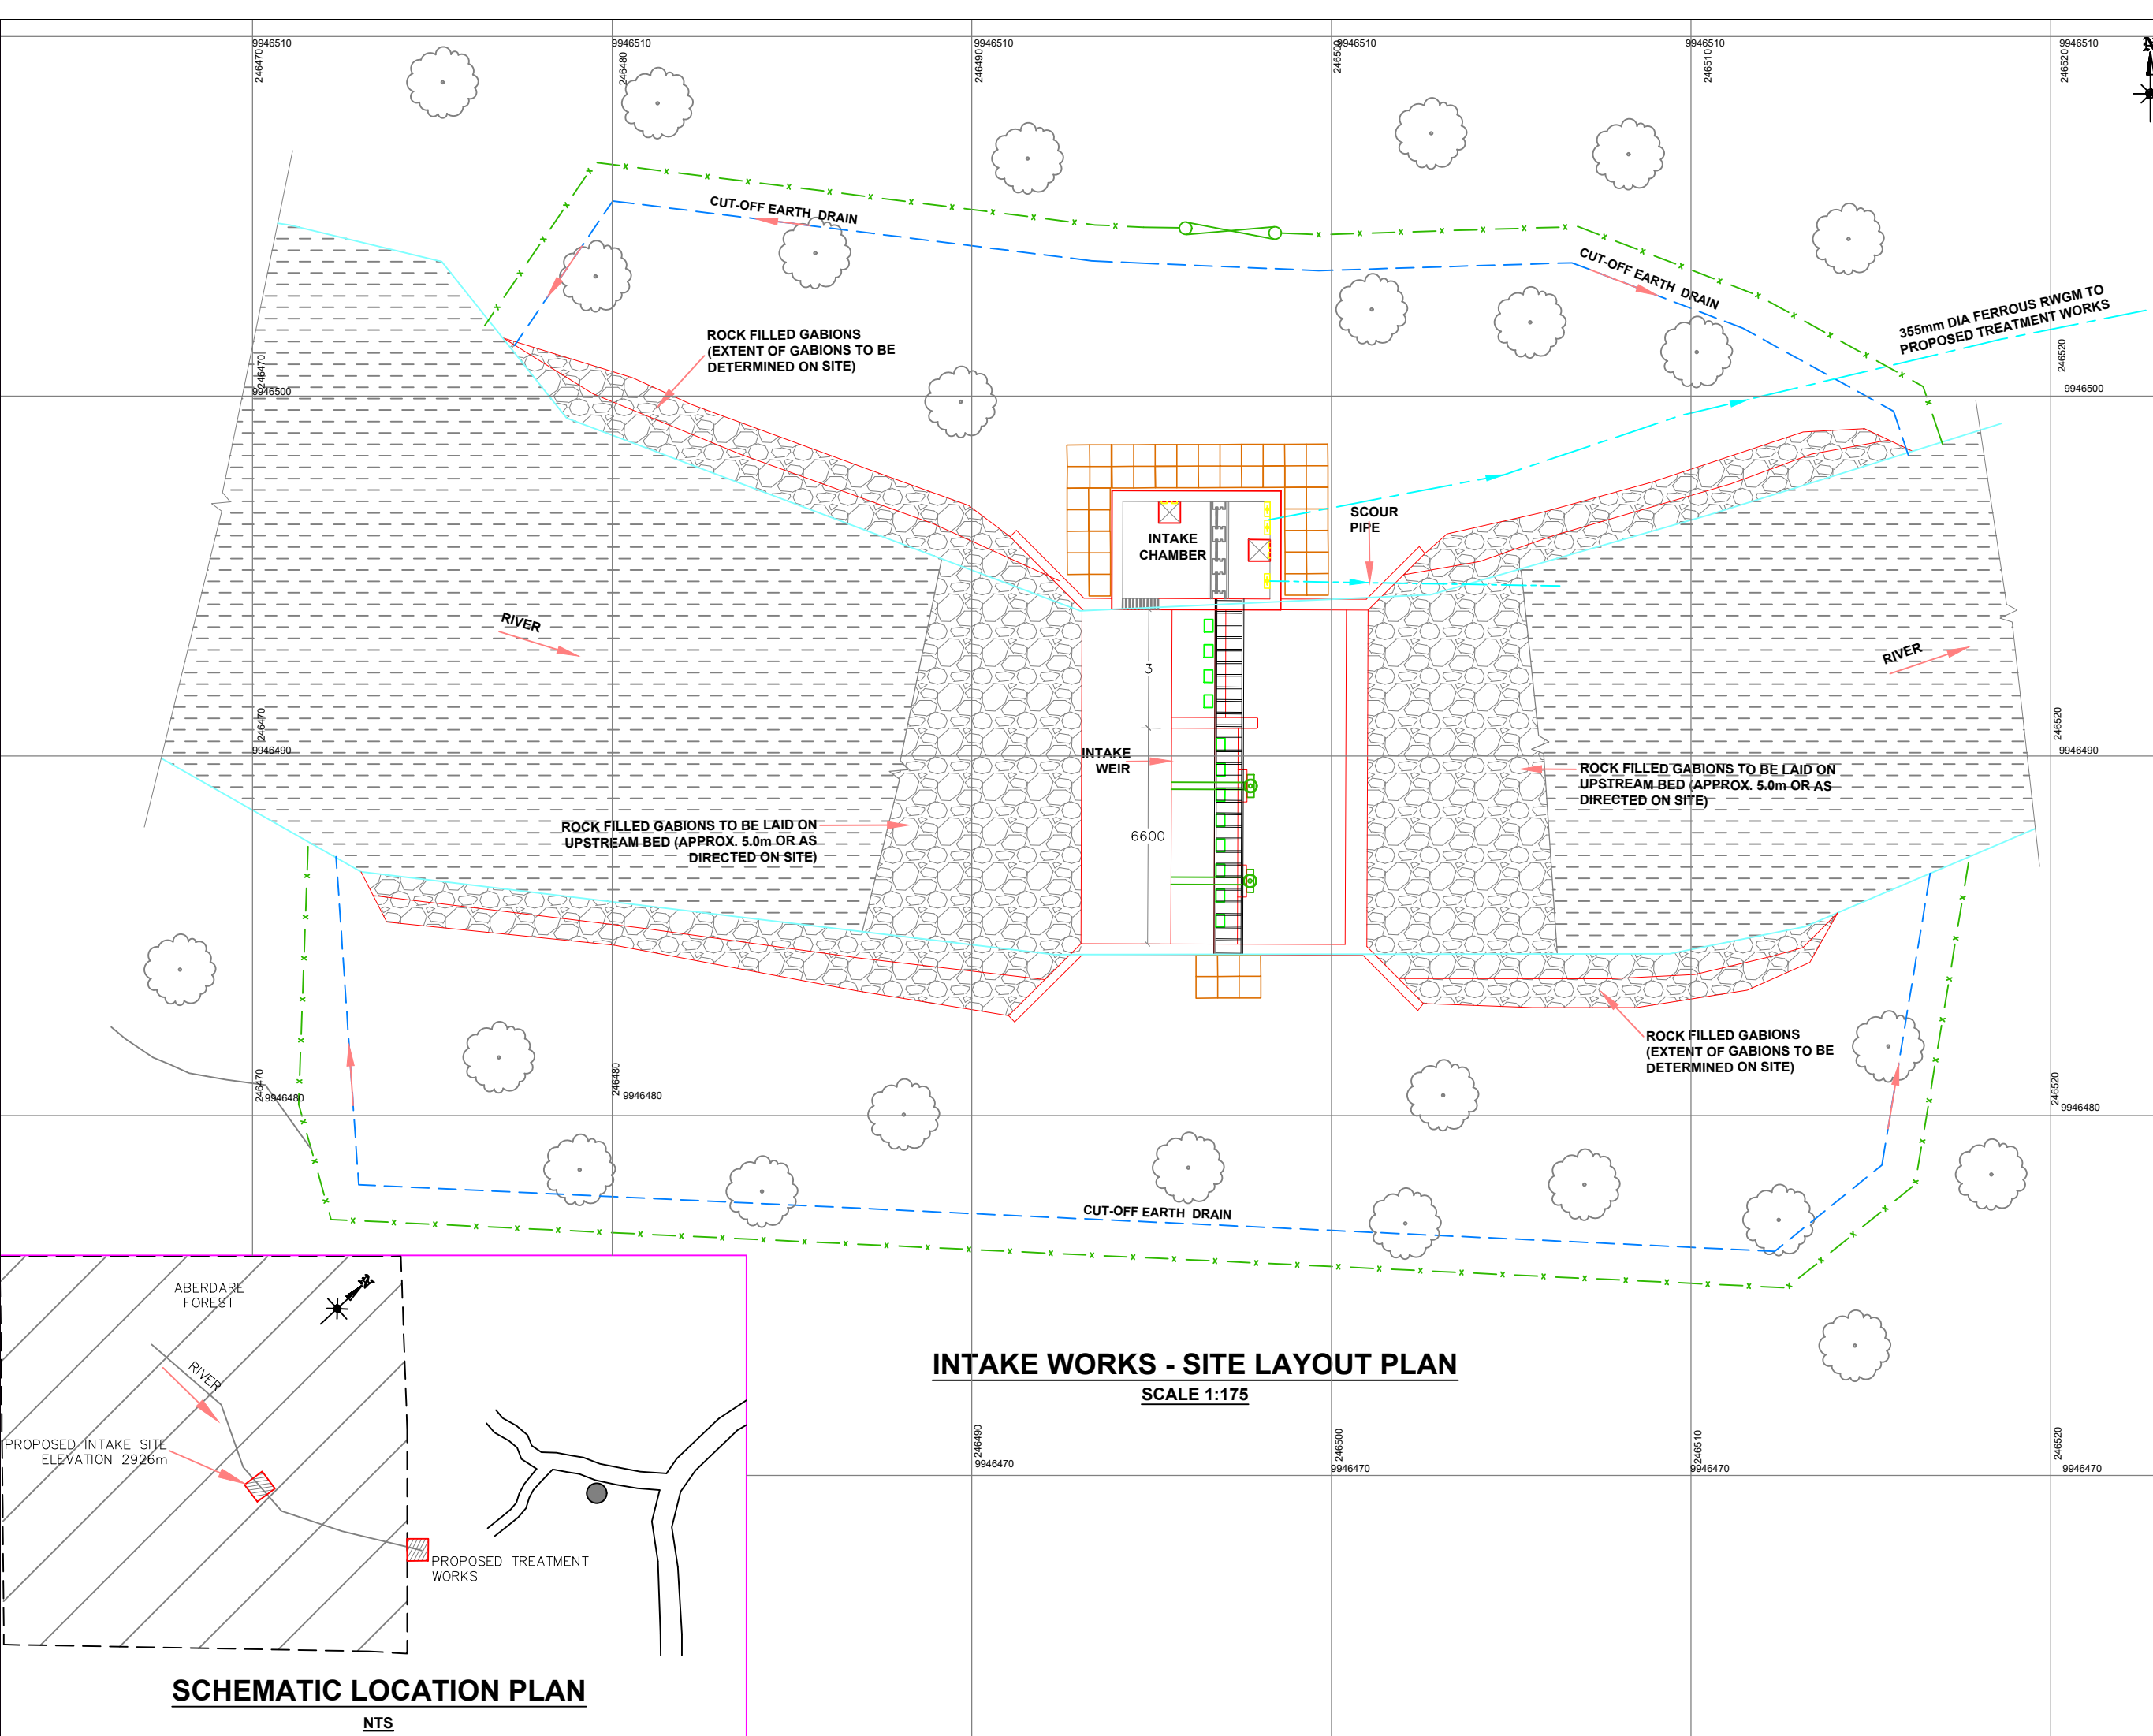 9946510
9946510
9946510
9946510
9946510
9946510
246470
246480
246490
246500
246510
246520
N
CUT-OFF EARTH DRAIN
CUT-OFF EARTH DRAIN
355mm DIA FERROUS RWGM TO
PROPOSED TREATMENT WORKS
ROCK FILLED GABIONS
(EXTENT OF GABIONS TO BE
DETERMINED ON SITE)
246470
9946500
246520
9946500
SCOUR
PIPE
INTAKE
CHAMBER
RIVER
RIVER
3
246470
9946490
246520
9946490
INTAKE
WEIR
ROCK FILLED GABIONS TO BE LAID ON
UPSTREAM BED (APPROX. 5.0m OR AS
DIRECTED ON SITE)
ROCK FILLED GABIONS TO BE LAID ON
UPSTREAM BED (APPROX. 5.0m OR AS
DIRECTED ON SITE)
6600
ROCK FILLED GABIONS
(EXTENT OF GABIONS TO BE
DETERMINED ON SITE)
246470
9946480
246480
9946480
246520
9946480
CUT-OFF EARTH DRAIN
ABERDARE
FOREST
N
RIVER
PROPOSED INTAKE SITE
ELEVATION 2926m
PROPOSED TREATMENT
WORKS
SCHEMATIC LOCATION PLAN
NTS
INTAKE WORKS - SITE LAYOUT PLAN
SCALE 1:175
246490
9946470
246500
9946470
246510
9946470
246520
9946470